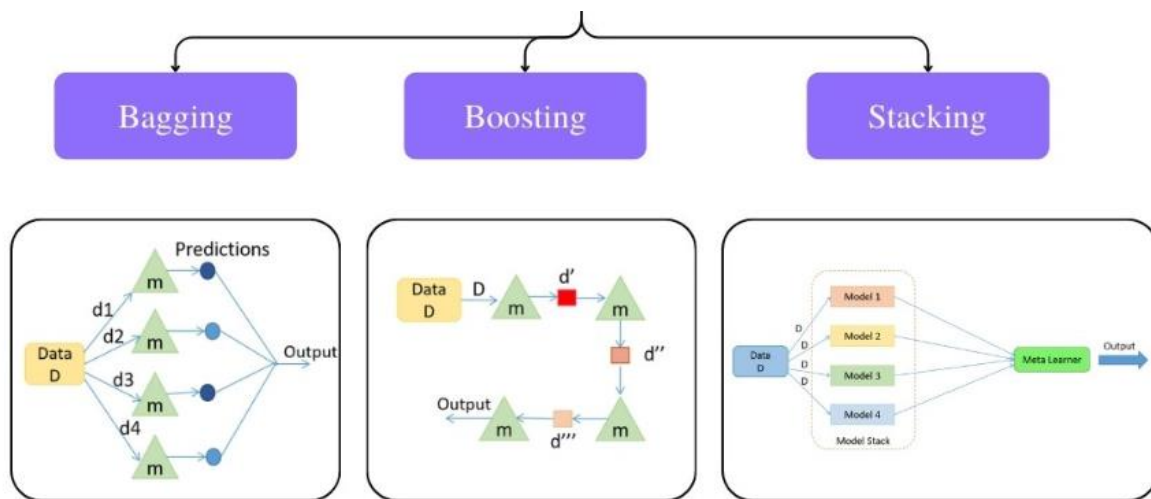 Bagging
Boosting
Stacking
Predictions
m
d1
m
d2
Data
D
Output
d3
m
d4
m
Data
D
D
m
d'
m
d''
Output
m
d'''
m
Model 1
D
Model 2
D
Data
D
Meta Learner
Output
D
Model 3
D
Model 4
Model Stack